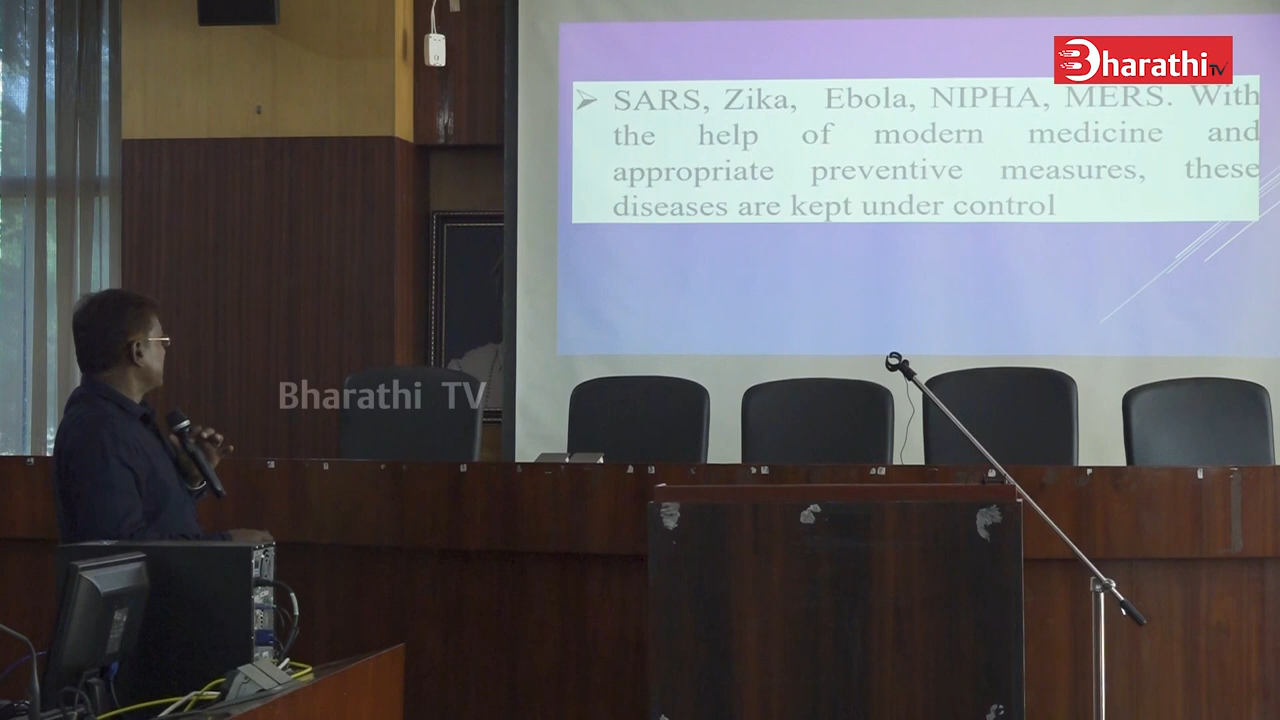 Bharathi TV
SARS, Zika, Ebola, NIPHA, MERS. With
the help of modern medicine and
appropriate preventive measures, these
diseases are kept under control
Bharathi TV